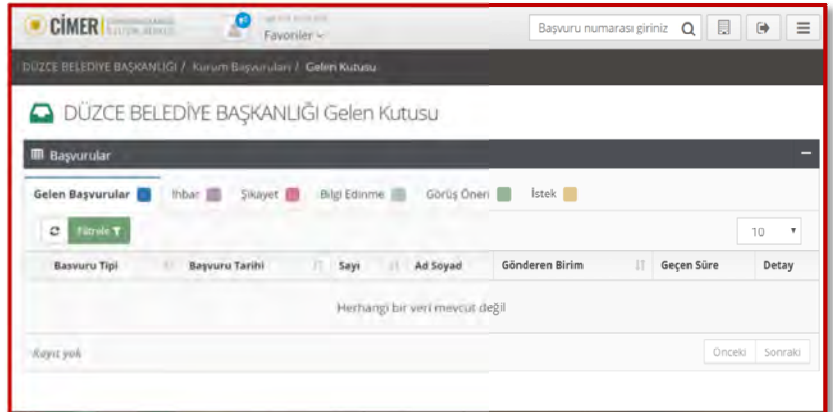 CİMER
Favoriler
Başvuru numarası giriniz
DÜZCE BELEDİYE BAŞKANLIĞI / Kurum Başvuruları / Gelen Kutusu
DÜZCE BELEDİYE BAŞKANLIĞI Gelen Kutusu
Başvurular
Gelen Başvurular İhbar Şikayet Bilgi Edinme Görüş Öneri İstek
Filtrele 10
Basvuru Tipi Başvuru Tarihi Sayı Ad Soyad Gönderen Birim Geçen Süre Detay
Herhangi bir veri mevcut değil
Kayıt yok Önceki Sonraki